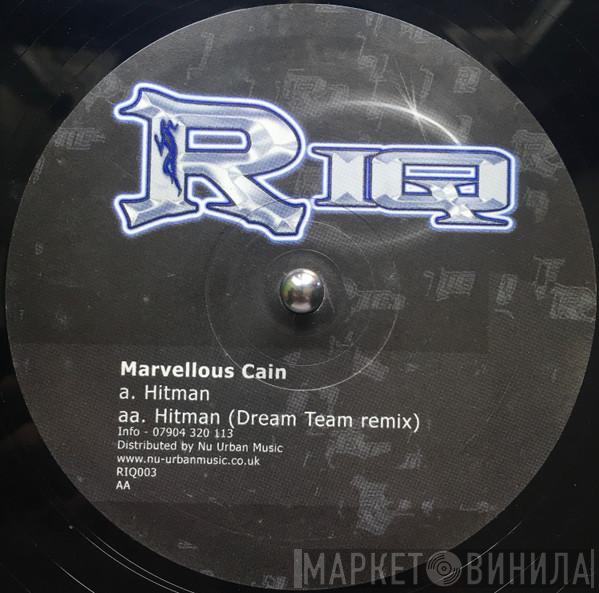 RIQ
Marvellous Cain
a. Hitman
aa. Hitman (Dream Team remix)
Info - 07904 320 113
Distributed by Nu Urban Music
www.nu-urbanmusic.co.uk
RIQ003
AA
МАРКЕТ ВИНИЛА